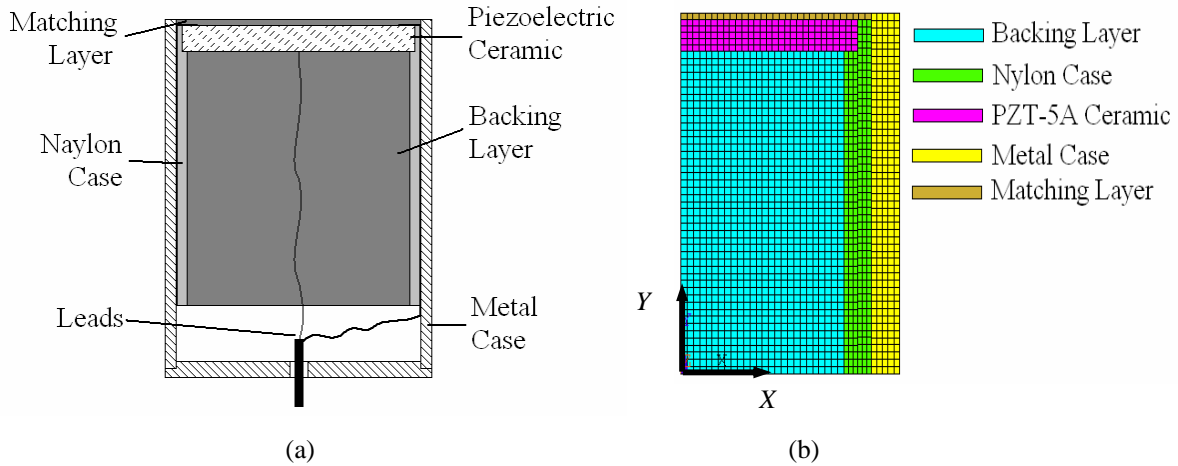 Matching
Layer
Piezoelectric
Ceramic
Naylon
Case
Backing
Layer
Leads
Metal
Case
(a)
Backing Layer
Nylon Case
PZT-5A Ceramic
Metal Case
Matching Layer
Y
X
X
(b)